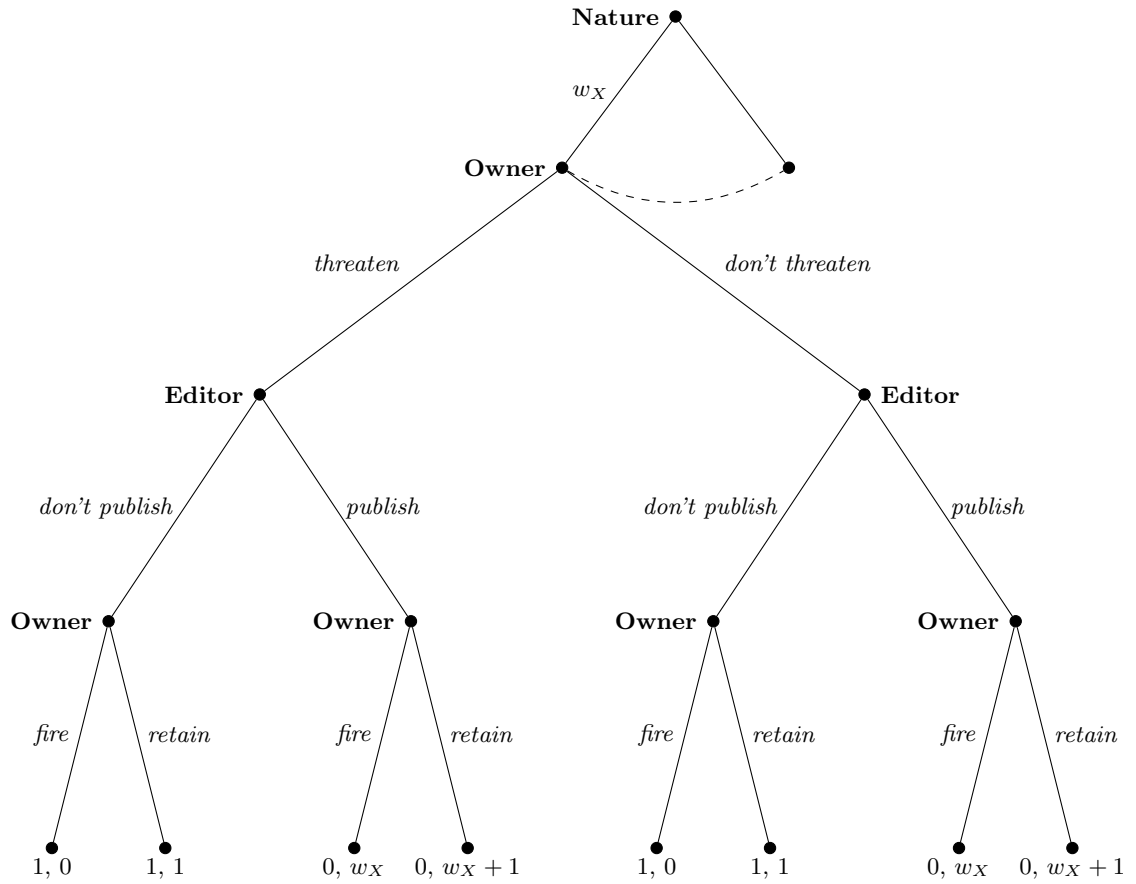 Nature
w_X
Owner
threaten
don't threaten
Editor
Editor
don't publish
publish
don't publish
publish
Owner
Owner
Owner
Owner
fire
retain
fire
retain
fire
retain
fire
retain
1, 0
1, 1
0, w_X
0, w_X + 1
1, 0
1, 1
0, w_X
0, w_X + 1